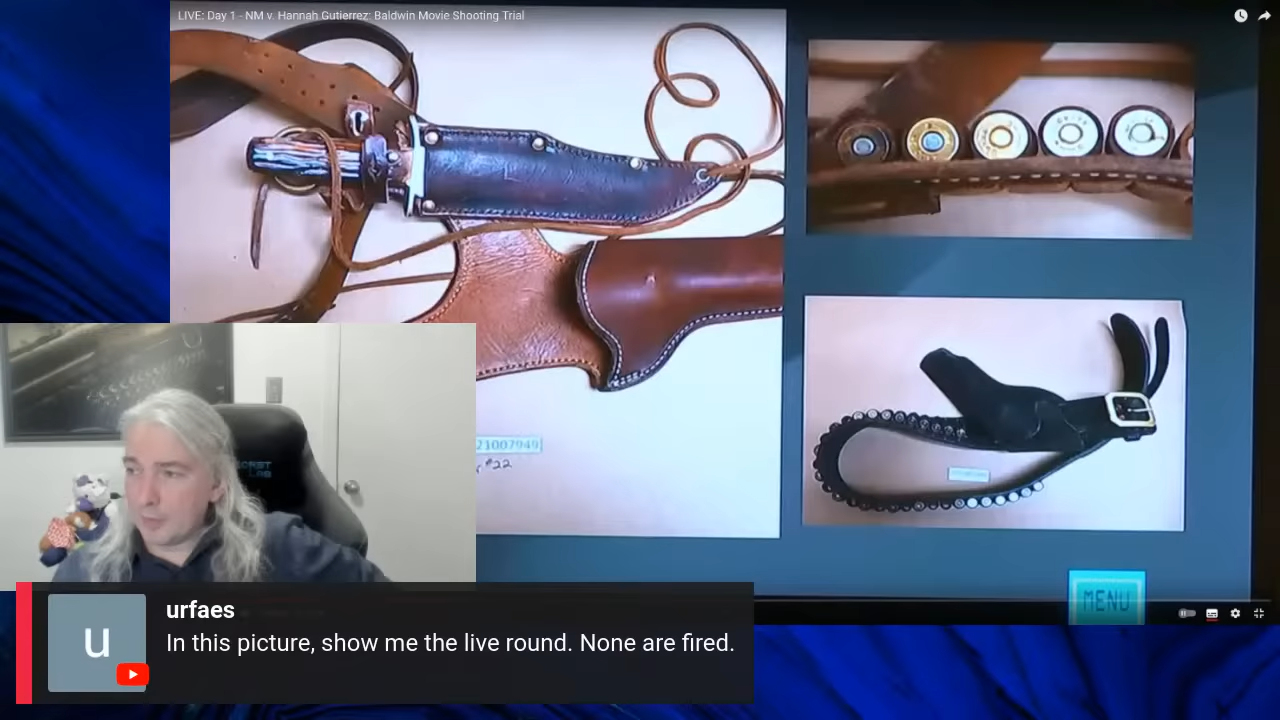 LIVE: Day 1 - NM v. Hannah Gutierrez: Baldwin Movie Shooting Trial
21007949
#22
MENU
u
urfaes
In this picture, show me the live round. None are fired.